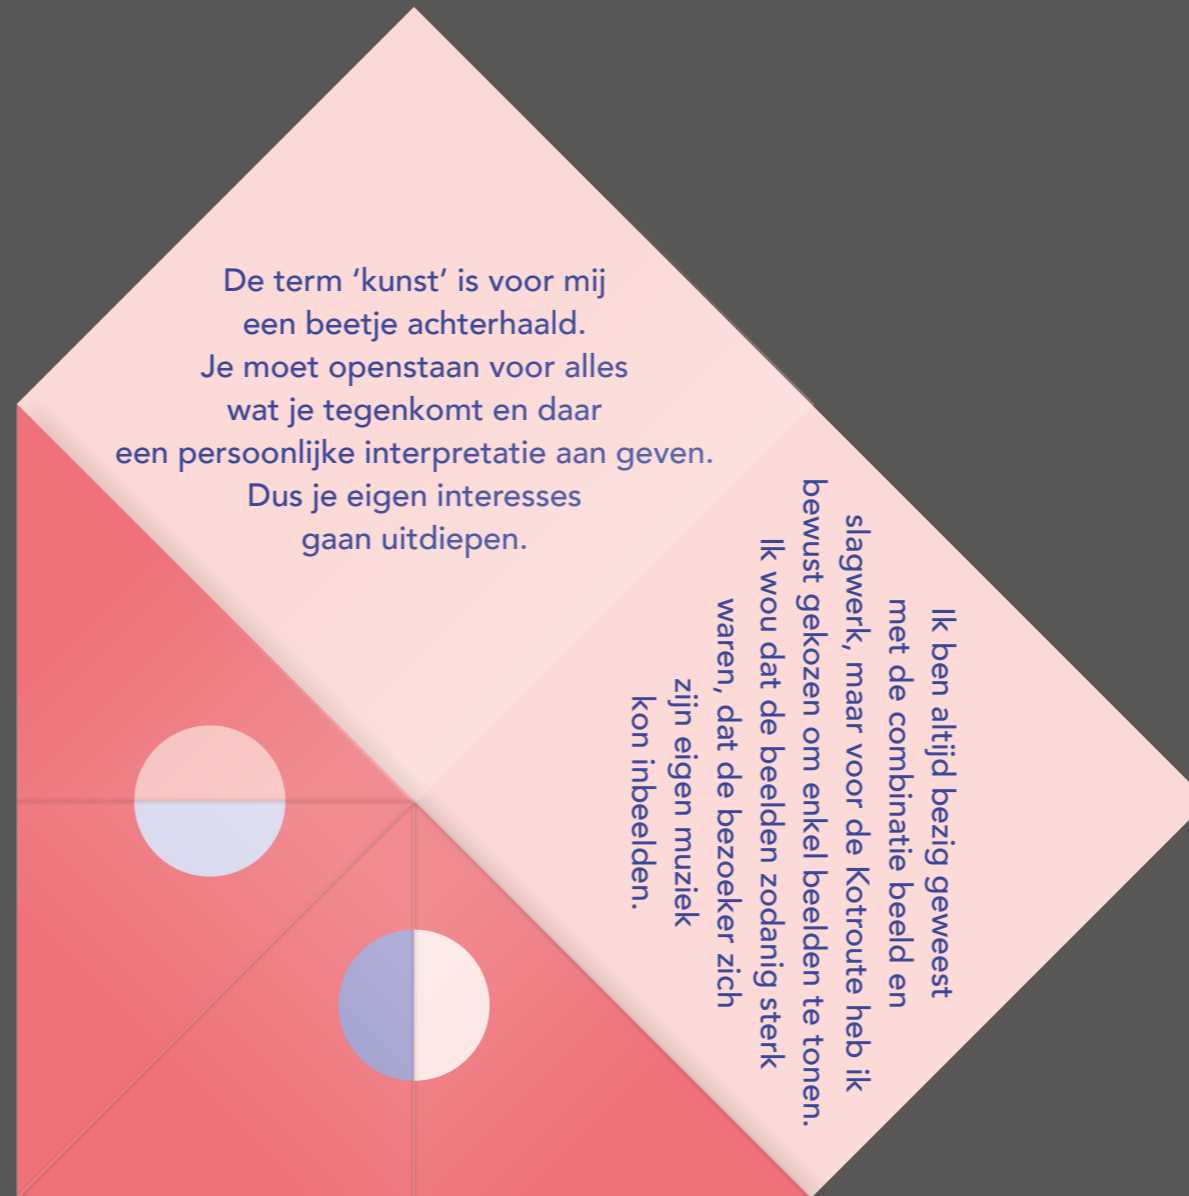 De term ‘kunst’ is voor mij
een beetje achterhaald.
Je moet openstaan voor alles
wat je tegenkomt en daar
een persoonlijke interpretatie aan geven.
Dus je eigen interesses
gaan uitdiepen.
Ik ben altijd bezig geweest
met de combinatie beeld en
slagwerk, maar voor de Kotroute heb ik
bewust gekozen om enkel beelden te tonen.
Ik wou dat de beelden zodanig sterk
waren, dat de bezoeker zich
zijn eigen muziek
kon inbeelden.